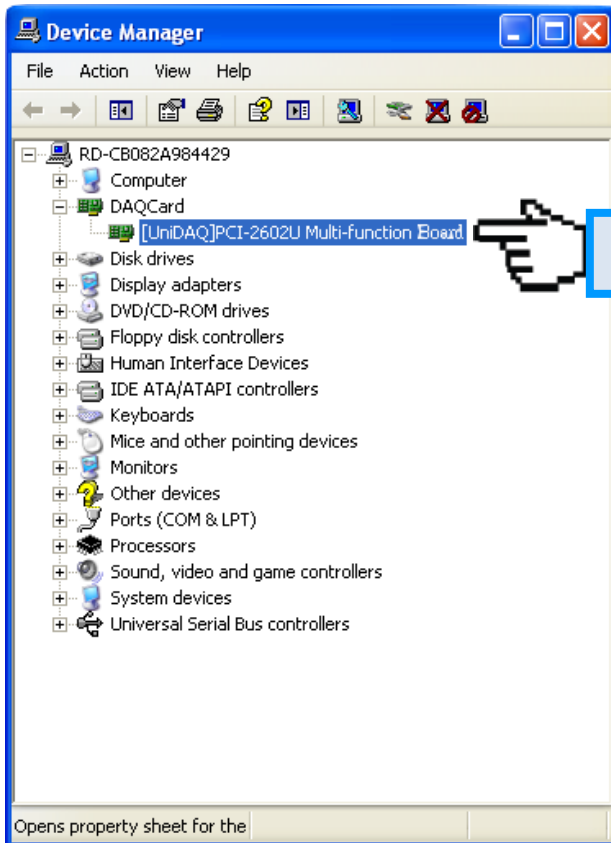 Device Manager
File Action View Help
RD-CB082A984429
Computer
DAQCard
[UniDAQ]PCI-2602U Multi-function Board
Disk drives
Display adapters
DVD/CD-ROM drives
Floppy disk controllers
Human Interface Devices
IDE ATA/ATAPI controllers
Keyboards
Mice and other pointing devices
Monitors
Other devices
Ports (COM & LPT)
Processors
Sound, video and game controllers
System devices
Universal Serial Bus controllers
Opens property sheet for the